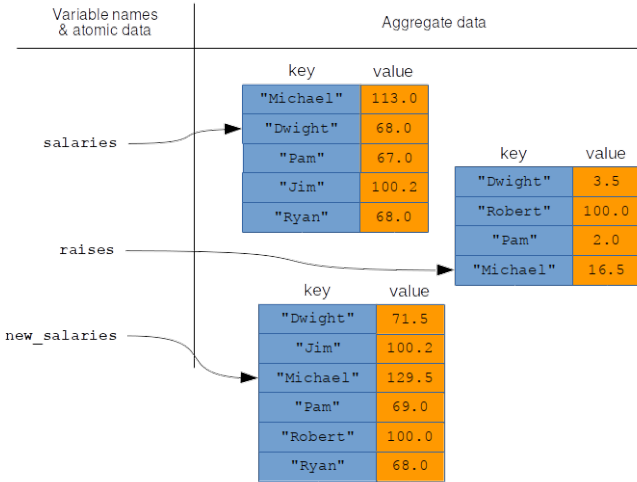 Variable names
& atomic data
Aggregate data
key value
"Michael" 113.0
"Dwight" 68.0
"Pam" 67.0
"Jim" 100.2
"Ryan" 68.0
salaries
key value
"Dwight" 3.5
"Robert" 100.0
"Pam" 2.0
"Michael" 16.5
raises
key value
"Dwight" 71.5
"Jim" 100.2
"Michael" 129.5
"Pam" 69.0
"Robert" 100.0
"Ryan" 68.0
new_salaries